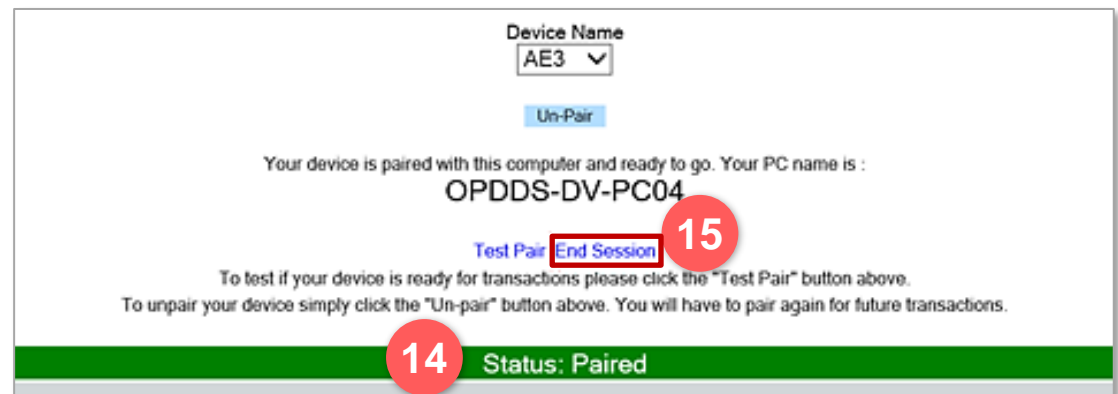 Device Name
AE3
Un-Pair
Your device is paired with this computer and ready to go. Your PC name is :
OPDDS-DV-PC04
15
Test Pair End Session
To test if your device is ready for transactions please click the "Test Pair" button above.
To unpair your device simply click the "Un-pair" button above. You will have to pair again for future transactions.
14
Status: Paired